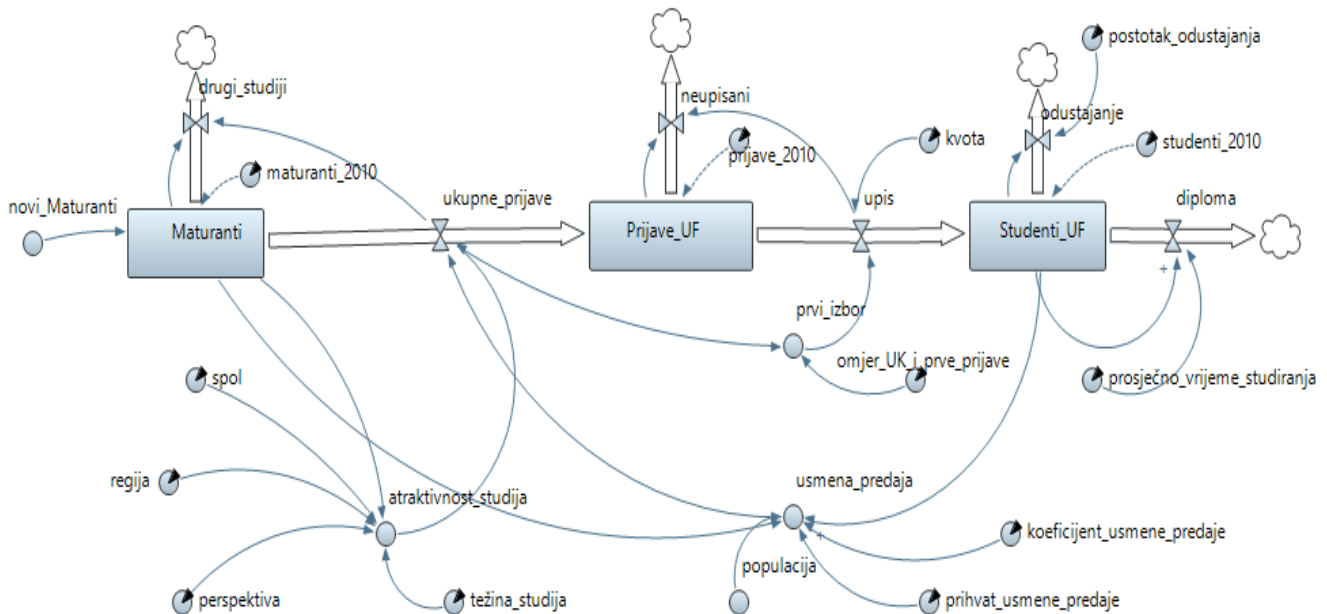 postotak_odustajanja
drugi_studiji
neupisani
odustajanje
kvota
studenti_2010
prijave_2010
maturanti_2010
novi_Maturanti
ukupne_prijave
upis
diploma
Maturanti
Prijave_UF
Studenti_UF
+
prvi_izbor
omjer_UK_i_prve_prijave
spol
prosječno_vrijeme_studiranja
regija
atraktivnost_studija
usmena_predaja
+
koeficijent_usmene_predaje
populacija
perspektiva
težina_studija
prihvat_usmene_predaje